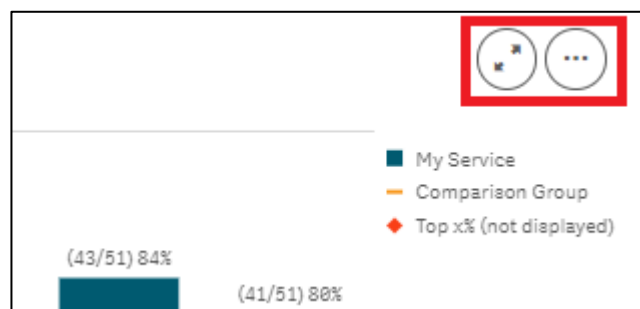 My Service
Comparison Group
Top x% (not displayed)
(43/51) 84%
(41/51) 80%